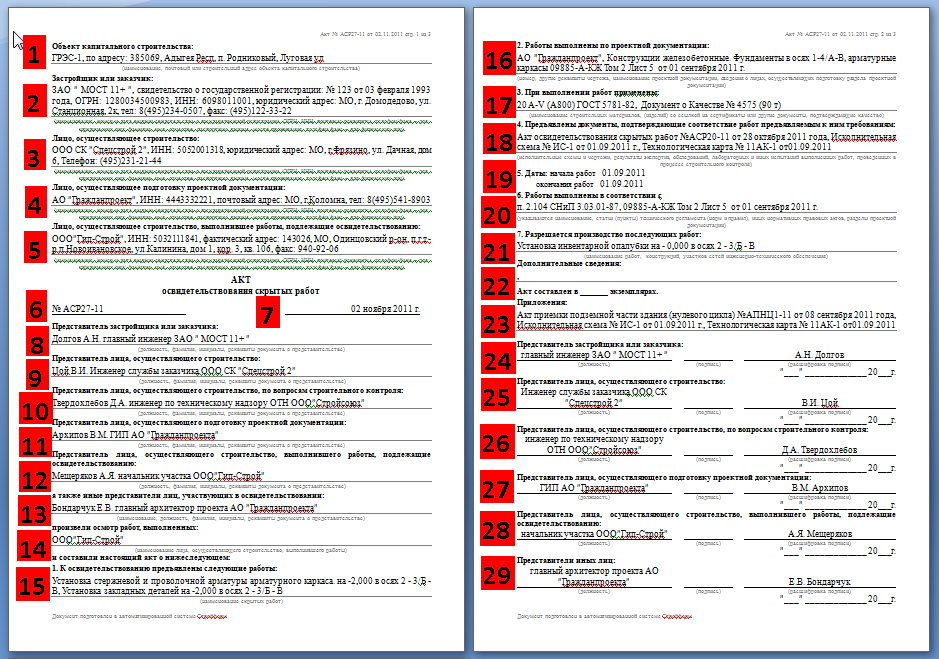 Акт № АСР27-11 от 02.11.2011 стр. 1 из 3
1
Объект капитального строительства:
ГРЭС-1, по адресу: 385069, Адыгея Респ, п. Родниковый, Луговая ул
(наименование, почтовый или строительный адрес объекта капитального строительства)
Застройщик или заказчик:
2
ЗАО " МОСТ 11+ ", свидетельство о государственной регистрации: № 123 от 03 февраля 1993
года, ОГРН: 1280034500983, ИНН: 6098011001, юридический адрес: МО, г. Домодедово, ул.
Станционная, 2к, тел: 8(495)234-0507, факс: (495)122-33-22
Лицо, осуществляющее строительство:
3
ООО СК "Спецстрой 2", ИНН: 5052001318, юридический адрес: МО, г.Фрязино, ул. Дачная, дом
6, Телефон: (495)231-21-44
Лицо, осуществляющее подготовку проектной документации:
4
АО "Гражданпроект", ИНН: 4443332221, почтовый адрес: МО, г.Коломна, тел: 8(495)541-8903
Лицо, осуществляющее строительство, выполнившее работы, подлежащие освидетельствованию:
5
ООО"Гип-Строй", ИНН: 5032111841, фактический адрес: 143026, МО, Одинцовский р-он, п.г.т-
р.п.Новоивановское, ул.Калинина, дом 1, кор. 3, кв. 106, факс: 940-92-06
АКТ
освидетельствования скрытых работ
6
№ АСР27-11
7
02 ноября 2011 г.
Представитель застройщика или заказчика:
8
Долгов А.Н. главный инженер ЗАО " МОСТ 11+ "
(должность, фамилия, инициалы, реквизиты документа о представительстве)
Представитель лица, осуществляющего строительство:
9
Цой В.И. Инженер службы заказчика ООО СК "Спецстрой 2"
(должность, фамилия, инициалы, реквизиты документа о представительстве)
Представитель лица, осуществляющего строительство, по вопросам строительного контроля:
10
Твердохлебов Д.А. инженер по техническому надзору ОТН ООО"Стройсоюз"
(должность, фамилия, инициалы, реквизиты документа о представительстве)
Представитель лица, осуществляющего подготовку проектной документации:
11
Архипов В.М. ГИП АО "Гражданпроекта"
(должность, фамилия, инициалы, реквизиты документа о представительстве)
Представитель лица, осуществляющего строительство, выполнившего работы, подлежащие
освидетельствованию:
12
Мещеряков А.Я. начальник участка ООО"Гип-Строй"
(должность, фамилия, инициалы, реквизиты документа о представительстве)
а также иные представители лиц, участвующих в освидетельствовании:
13
Бондарчук Е.В. главный архитектор проекта АО "Гражданпроекта"
(наименование, должность, фамилия, инициалы, реквизиты документа о представительстве)
произвели осмотр работ, выполненных:
14
ООО"Гип-Строй"
(наименование лица, осуществляющего строительство, выполнившего работы)
и составили настоящий акт о нижеследующем:
1. К освидетельствованию предъявлены следующие работы:
15
Установка стержневой и проволочной арматуры арматурного каркаса. на -2,000 в осях 2 - 3/Б -
В, Установка закладных деталей на -2,000 в осях 2 - 3/Б - В
(наименование скрытых работ)
Документ подготовлен в автоматизированной системе
Акт № АСР27-11 от 02.11.2011 стр. 2 из 3
2. Работы выполнены по проектной документации:
16
АО "Гражданпроект", Конструкции железобетонные. Фундаменты в осях 1-4/А-В, арматурные
каркасы 09885-А-КЖ Том 2 Лист 5 от 01 сентября 2011 г.
(номер, другие реквизиты чертежа, наименование проектной документации, сведения о лицах, осуществляющих подготовку раздела проектной
документации)
3. При выполнении работ применены:
17
20 А-V (А800) ГОСТ 5781-82, Документ о Качестве № 4575 (90 т)
(наименование строительных материалов, (изделий) со ссылкой на сертификаты или другие документы, подтверждающие качество)
4. Предъявлены документы, подтверждающие соответствие работ предъявляемым к ним требованиям:
18
Акт освидетельствования скрытых работ №АСР20-11 от 28 октября 2011 года, Исполнительная
схема № ИС-1 от 01.09.2011 г., Технологическая карта № 11АК-1 от01.09.2011
(исполнительные схемы и чертежи, результаты экспертиз, обследований, лабораторных и иных испытаний выполненных работ, проведенных в
процессе строительного контроля)
19
5. Даты: начала работ 01.09.2011
окончания работ 01.09.2011
6. Работы выполнены в соответствии с
20
п. 2.104 СНиП 3.03.01-87, 09885-А-КЖ Том 2 Лист 5 от 01 сентября 2011 г.
(указываются наименование, статьи (пункты) технического регламента (норм и правил), иных нормативных правовых актов, разделы проектной
документации)
7. Разрешается производство последующих работ:
21
Установка инвентарной опалубки на - 0,000 в осях 2 - 3/Б - В
(наименование работ, конструкций, участков сетей инженерно-технического обеспечения)
Дополнительные сведения:
22
Акт составлен в ______ экземплярах.
Приложения:
23
Акт приемки подземной части здания (нулевого цикла) №АПНЦ1-11 от 08 сентября 2011 года,
Исполнительная схема № ИС-1 от 01.09.2011 г., Технологическая карта № 11АК-1 от01.09.2011
Представитель застройщика или заказчика:
24
главный инженер ЗАО " МОСТ 11+ " А.Н. Долгов
(должность) (подпись) (расшифровка подписи)
"___" ____________ 20___г.
Представитель лица, осуществляющего строительство:
25
Инженер службы заказчика ООО СК
"Спецстрой 2" В.И. Цой
(должность) (подпись) (расшифровка подписи)
"___" ____________ 20___г.
Представитель лица, осуществляющего строительство, по вопросам строительного контроля:
26
инженер по техническому надзору
ОТН ООО"Стройсоюз" Д.А. Твердохлебов
(должность) (подпись) (расшифровка подписи)
"___" ____________ 20___г.
Представитель лица, осуществляющего подготовку проектной документации:
27
ГИП АО "Гражданпроекта" В.М. Архипов
(должность) (подпись) (расшифровка подписи)
"___" ____________ 20___г.
Представитель лица, осуществляющего строительство, выполнившего работы, подлежащие
освидетельствованию:
28
начальник участка ООО"Гип-Строй" А.Я. Мещеряков
(должность) (подпись) (расшифровка подписи)
"___" ____________ 20___г.
Представители иных лиц:
29
главный архитектор проекта АО
"Гражданпроекта" Е.В. Бондарчук
(должность) (подпись) (расшифровка подписи)
"___" ____________ 20___г.
Документ подготовлен в автоматизированной системе